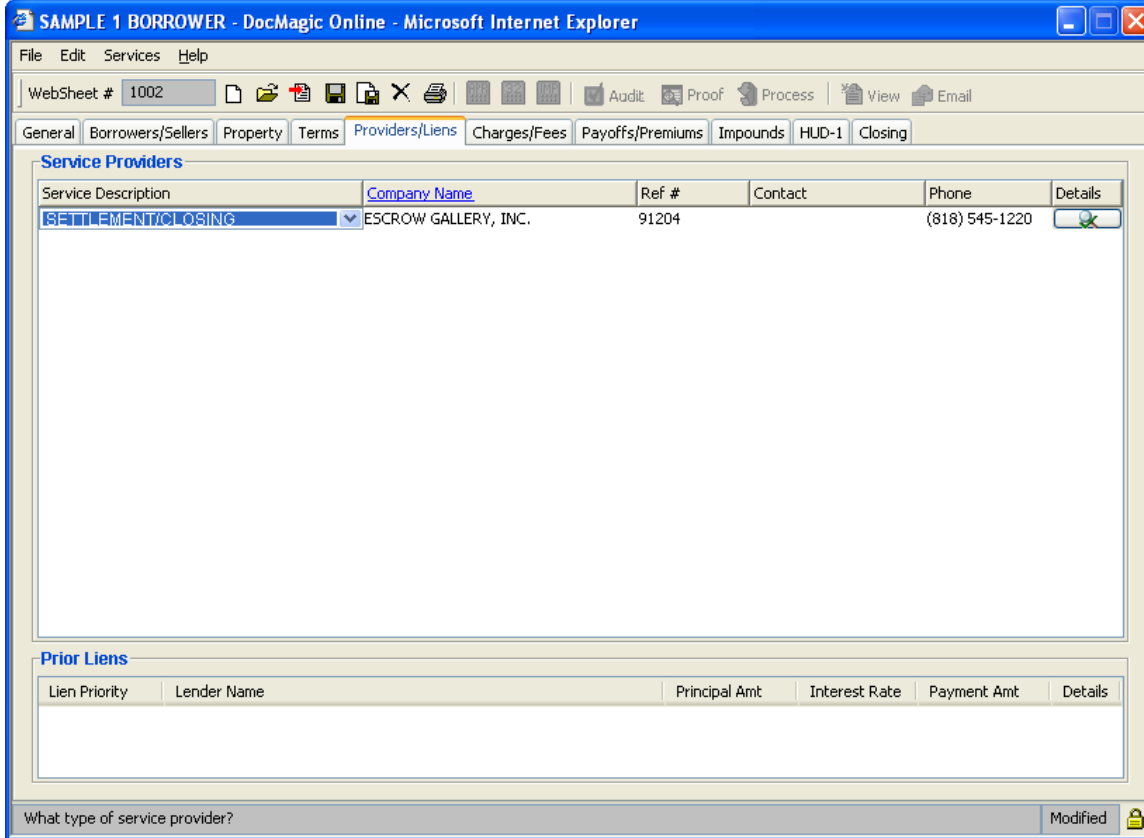 SAMPLE 1 BORROWER - DocMagic Online - Microsoft Internet Explorer
File Edit Services Help
WebSheet # 1002 Audit Proof Process View Email
General Borrowers/Sellers Property Terms Providers/Liens Charges/Fees Payoffs/Premiums Impounds HUD-1 Closing
Service Providers
Service Description Company Name Ref # Contact Phone Details
SETTLEMENT/CLOSING ESCROW GALLERY, INC. 91204 (818) 545-1220
Prior Liens
Lien Priority Lender Name Principal Amt Interest Rate Payment Amt Details
What type of service provider? Modified